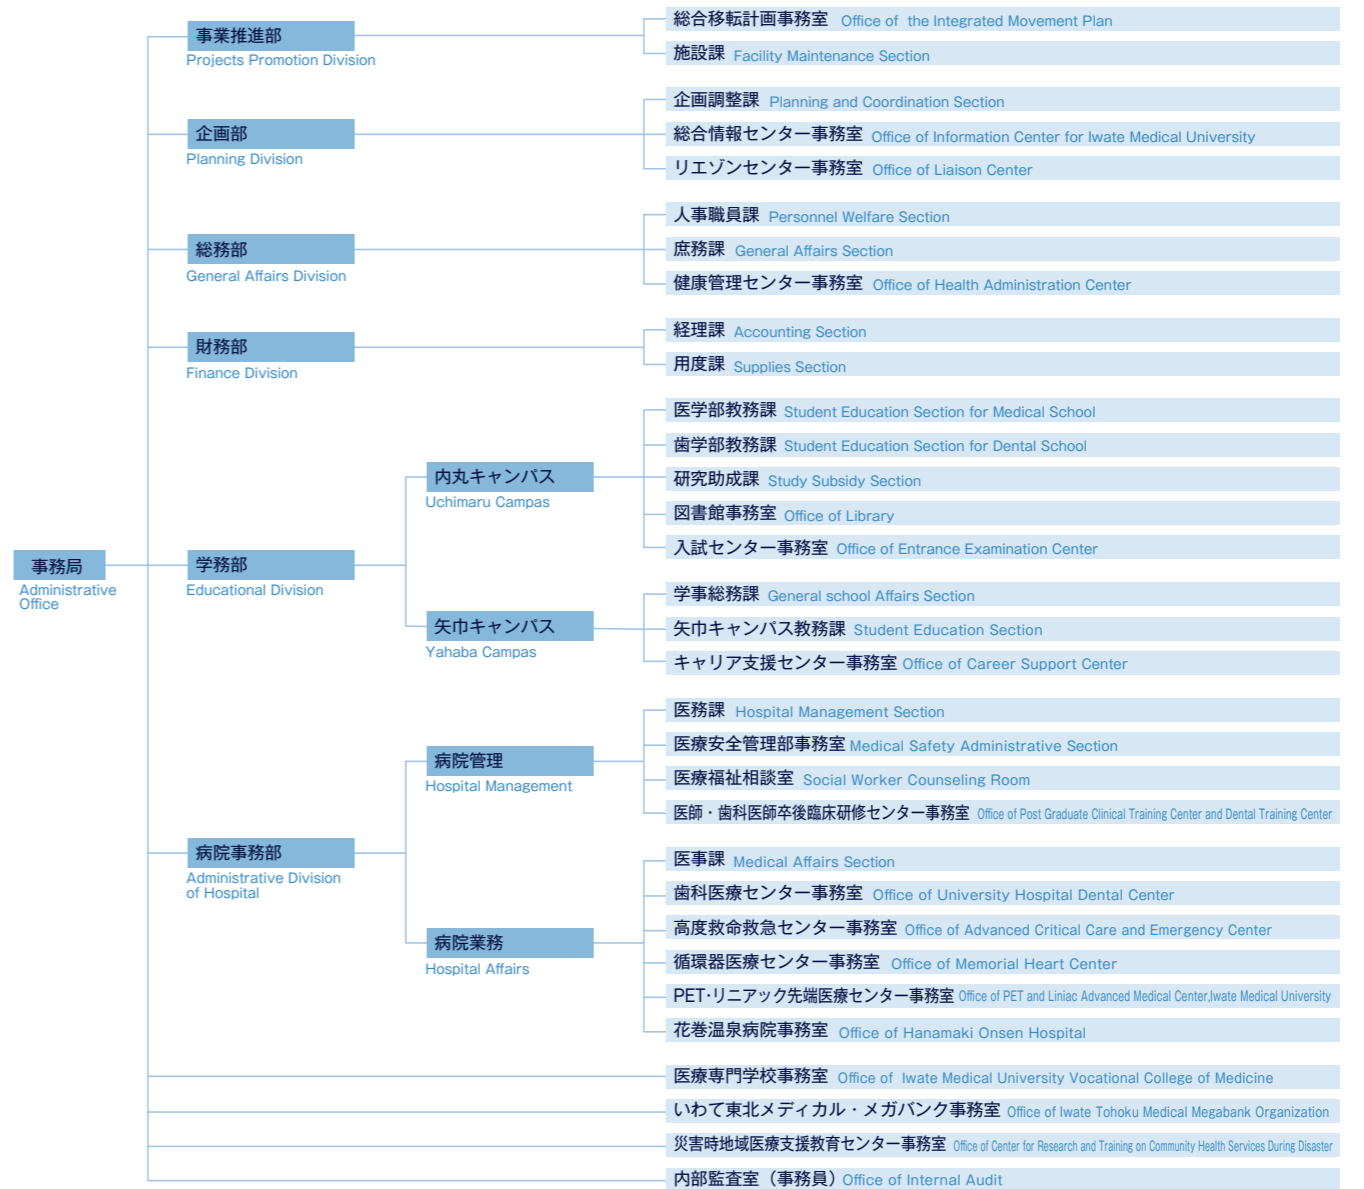 事務局
Administrative
Office
事業推進部
Projects Promotion Division
総合移転計画事務室 Office of the Integrated Movement Plan
施設課 Facility Maintenance Section
企画部
Planning Division
企画調整課 Planning and Coordination Section
総合情報センター事務室 Office of Information Center for Iwate Medical University
リエゾンセンター事務室 Office of Liaison Center
総務部
General Affairs Division
人事職員課 Personnel Welfare Section
庶務課 General Affairs Section
健康管理センター事務室 Office of Health Administration Center
財務部
Finance Division
経理課 Accounting Section
用度課 Supplies Section
学務部
Educational Division
内丸キャンパス
Uchimaru Campas
医学部教務課 Student Education Section for Medical School
歯学部教務課 Student Education Section for Dental School
研究助成課 Study Subsidy Section
図書館事務室 Office of Library
入試センター事務室 Office of Entrance Examination Center
矢巾キャンパス
Yahaba Campas
学事総務課 General school Affairs Section
矢巾キャンパス教務課 Student Education Section
キャリア支援センター事務室 Office of Career Support Center
病院事務部
Administrative Division
of Hospital
病院管理
Hospital Management
医務課 Hospital Management Section
医療安全管理部事務室 Medical Safety Administrative Section
医療福祉相談室 Social Worker Counseling Room
医師・歯科医師卒後臨床研修センター事務室 Office of Post Graduate Clinical Training Center and Dental Training Center
病院業務
Hospital Affairs
医事課 Medical Affairs Section
歯科医療センター事務室 Office of University Hospital Dental Center
高度救命救急センター事務室 Office of Advanced Critical Care and Emergency Center
循環器医療センター事務室 Office of Memorial Heart Center
PET・リニアック先端医療センター事務室 Office of PET and Liniac Advanced Medical Center,Iwate Medical University
花巻温泉病院事務室 Office of Hanamaki Onsen Hospital
医療専門学校事務室 Office of Iwate Medical University Vocational College of Medicine
いわて東北メディカル・メガバンク事務室 Office of Iwate Tohoku Medical Megabank Organization
災害時地域医療支援教育センター事務室 Office of Center for Research and Training on Community Health Services During Disaster
内部監査室（事務員）Office of Internal Audit